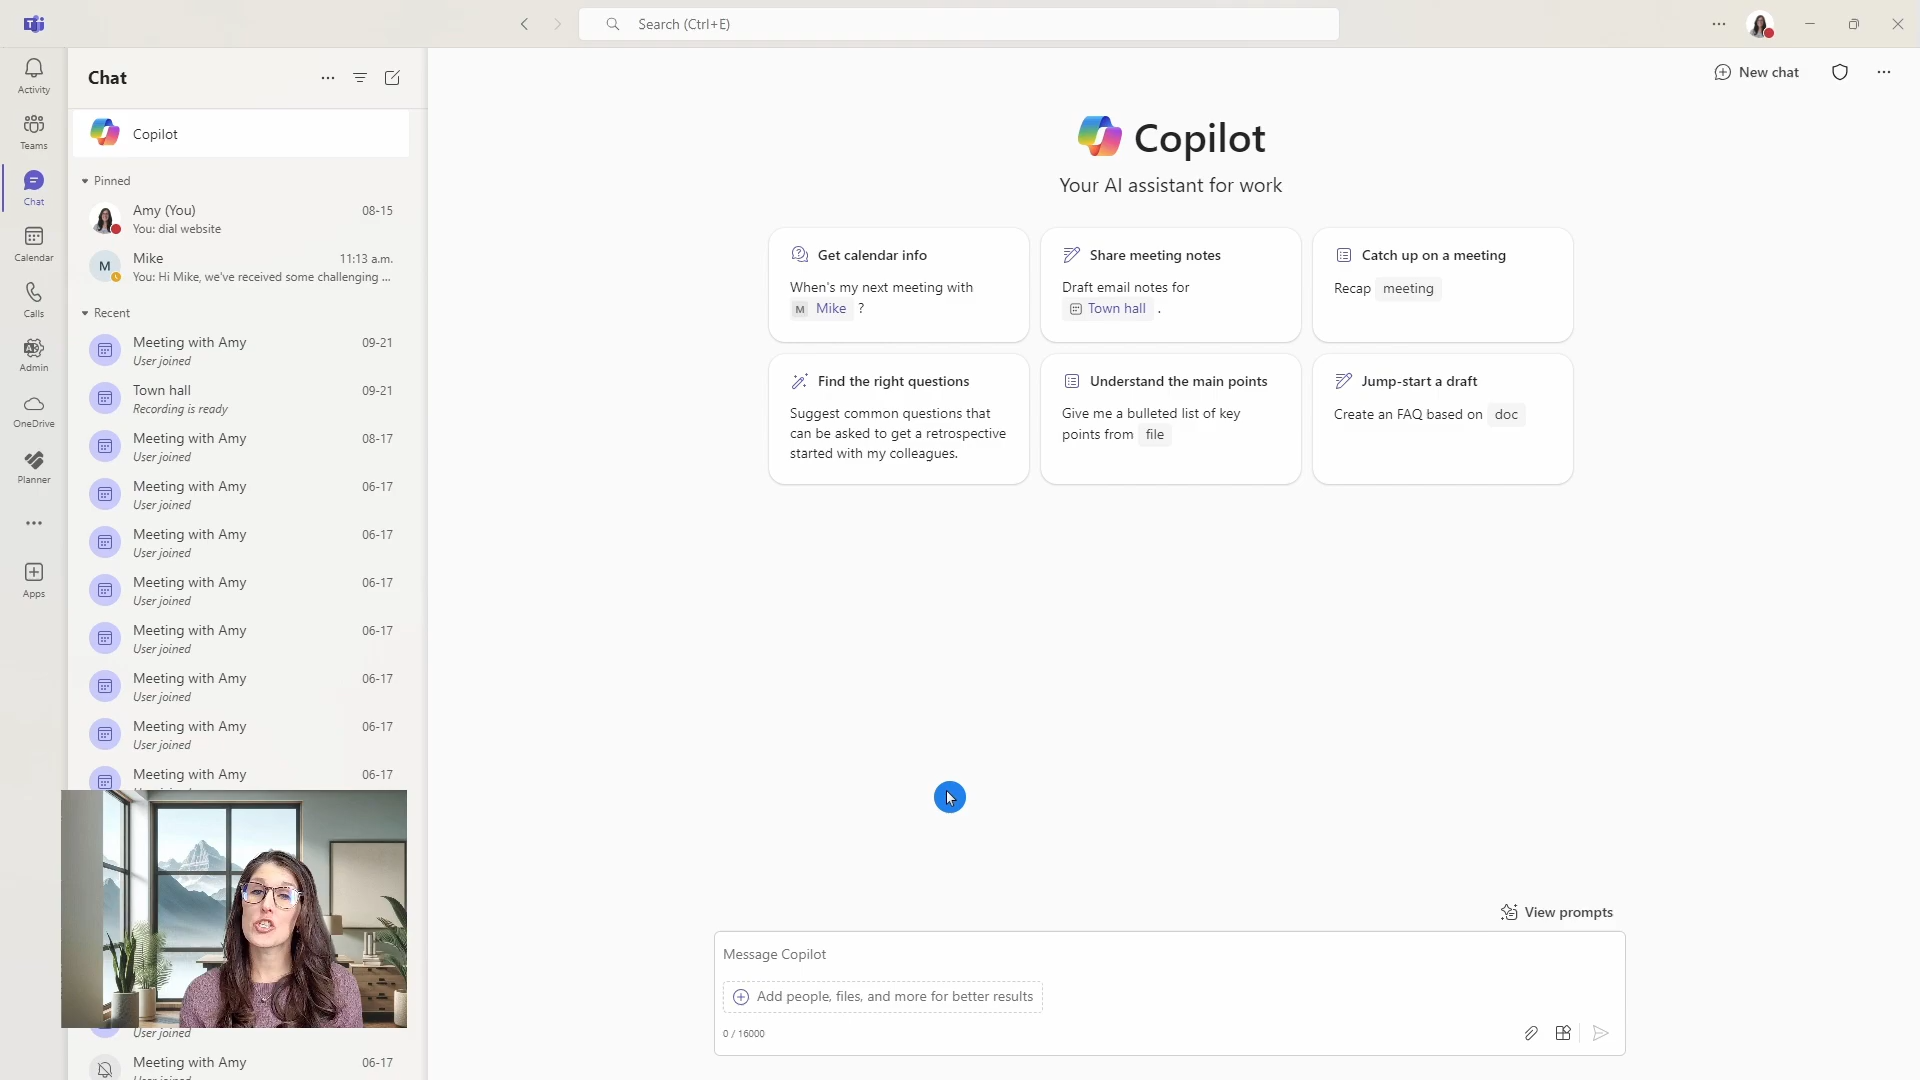 Search (Ctrl+E)
Activity
Teams
Chat
Calendar
Calls
Admin
OneDrive
Planner
Apps
Chat
Copilot
Pinned
Amy (You) 08-15
You: dial website
M
Mike 11:13 a.m.
You: Hi Mike, we've received some challenging ...
Recent
Meeting with Amy 09-21
User joined
Town hall 09-21
Recording is ready
Meeting with Amy 08-17
User joined
Meeting with Amy 06-17
User joined
Meeting with Amy 06-17
User joined
Meeting with Amy 06-17
User joined
Meeting with Amy 06-17
User joined
Meeting with Amy 06-17
User joined
Meeting with Amy 06-17
User joined
Meeting with Amy 06-17
User joined
Meeting with Amy 06-17
New chat
Copilot
Your AI assistant for work
Get calendar info
When's my next meeting with
M Mike ?
Share meeting notes
Draft email notes for
Town hall .
Catch up on a meeting
Recap meeting
Find the right questions
Suggest common questions that
can be asked to get a retrospective
started with my colleagues.
Understand the main points
Give me a bulleted list of key
points from file
Jump-start a draft
Create an FAQ based on doc
View prompts
Message Copilot
Add people, files, and more for better results
0 / 16000